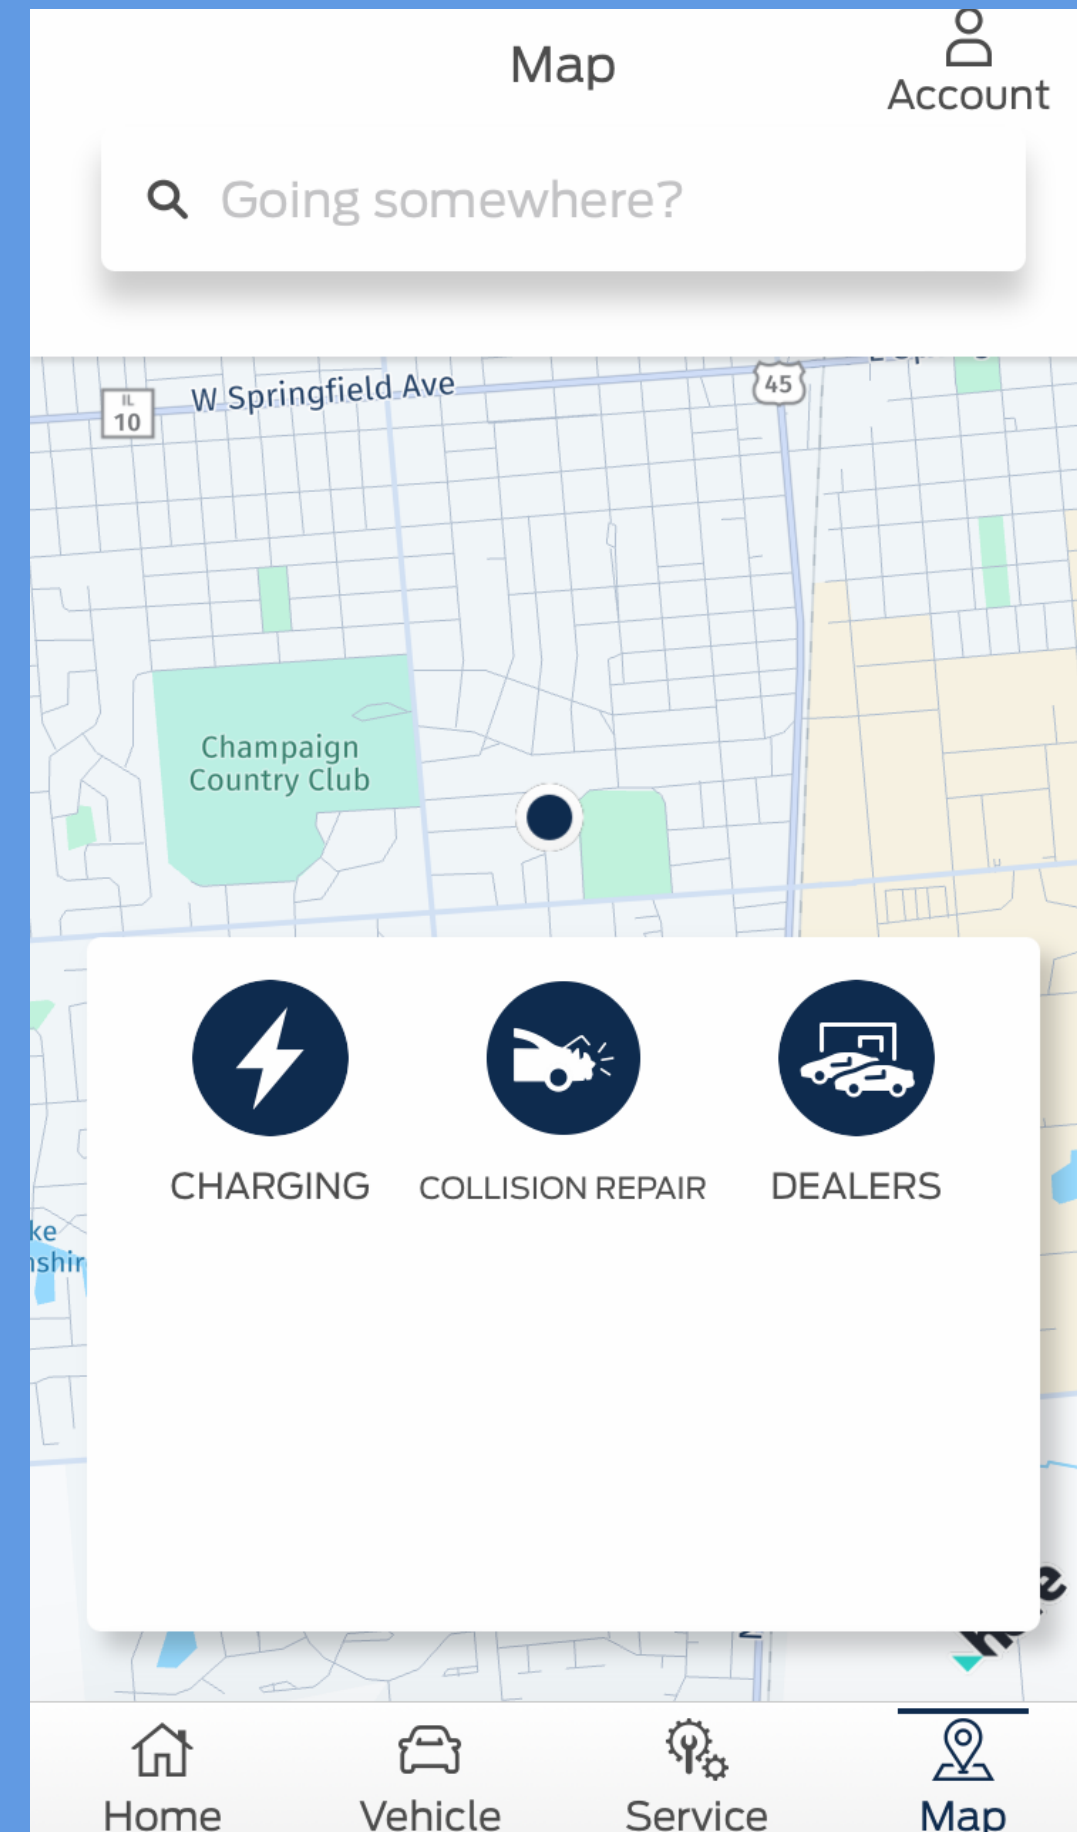 Map
Account
Going somewhere?
W Springfield Ave
IL
10
45
Champaign
Country Club
CHARGING
COLLISION REPAIR
DEALERS
Home
Vehicle
Service
Map